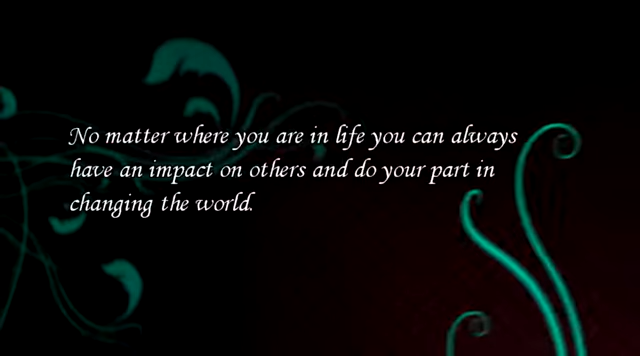 No matter where you are in life you can always
have an impact on others and do your part in
changing the world.